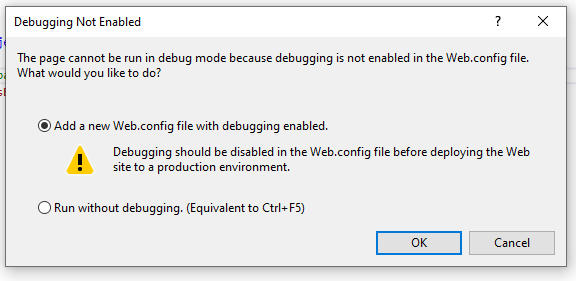 Debugging Not Enabled
?
The page cannot be run in debug mode because debugging is not enabled in the Web.config file.
What would you like to do?
Add a new Web.config file with debugging enabled.
Debugging should be disabled in the Web.config file before deploying the Web
site to a production environment.
Run without debugging. (Equivalent to Ctrl+F5)
OK
Cancel